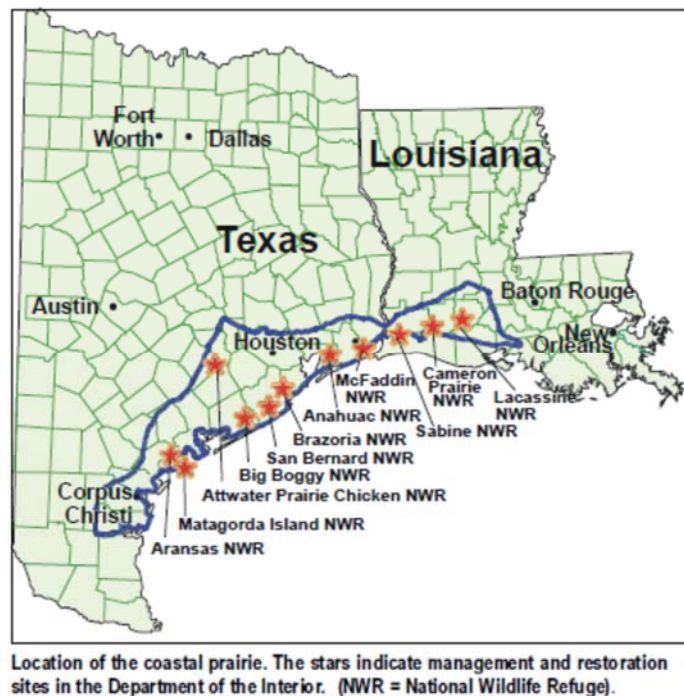 Fort
Worth
Dallas
Louisiana
Texas
Austin
Baton Rouge
Houston
New
Orleans
McFaddin
NWR
Cameron
Prairie
NWR
Lacassine
NWR
Anahuac NWR
Sabine NWR
Brazoria NWR
San Bernard NWR
Big Boggy NWR
Attwater Prairie Chicken NWR
Corpus
Christi
Matagorda Island NWR
Aransas NWR
Location of the coastal prairie. The stars indicate management and restoration
sites in the Department of the Interior. (NWR = National Wildlife Refuge).